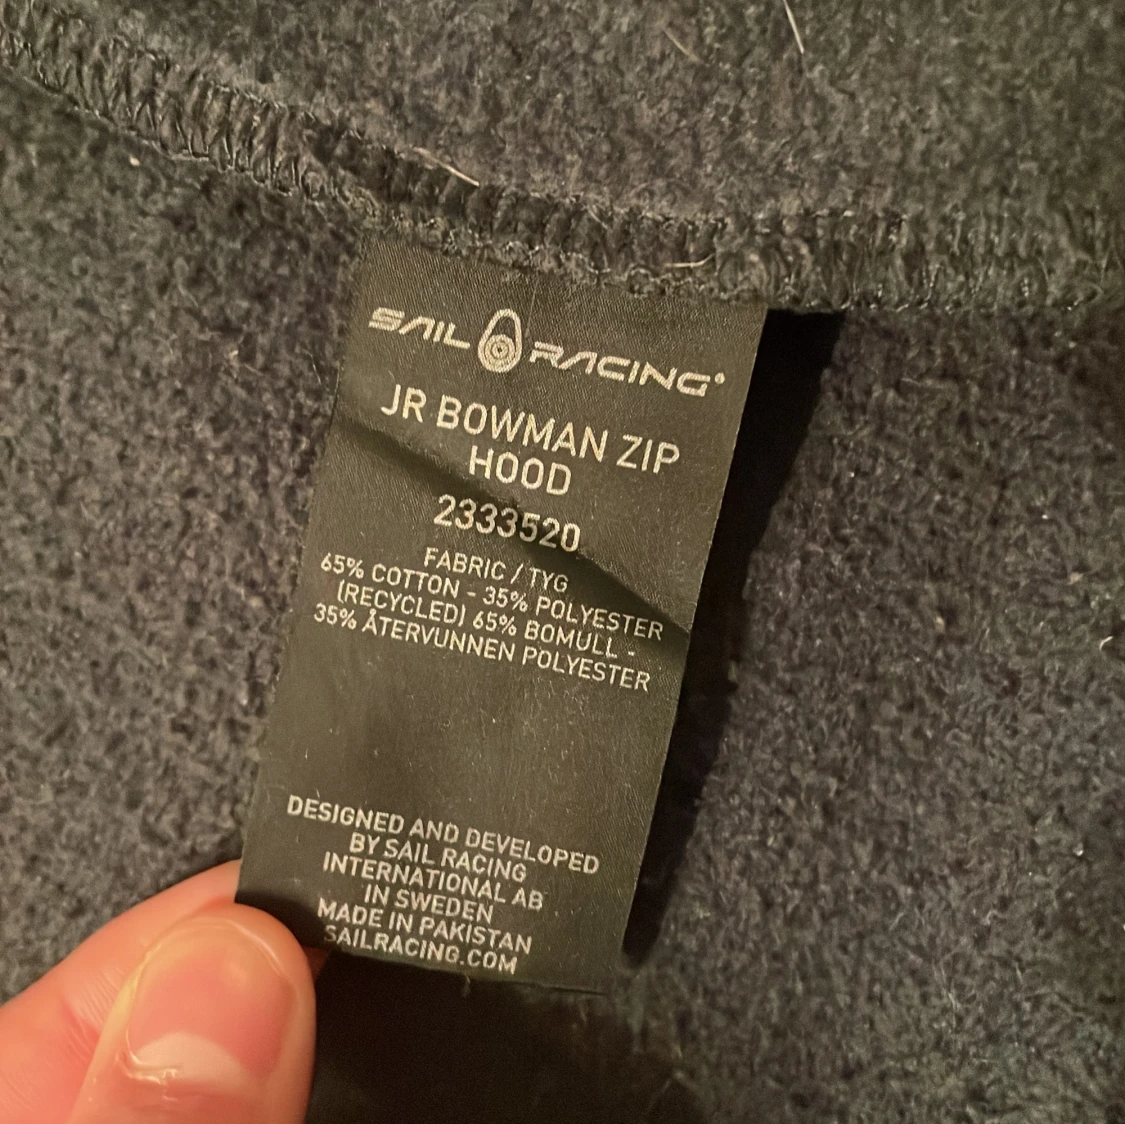 SAIL RACING®
JR BOWMAN ZIP
HOOD
2333520
FABRIC / TYG
65% COTTON - 35% POLYESTER
(RECYCLED) 65% BOMULL -
35% ÅTERVUNNEN POLYESTER
DESIGNED AND DEVELOPED
BY SAIL RACING
INTERNATIONAL AB
IN SWEDEN
MADE IN PAKISTAN
SAILRACING.COM